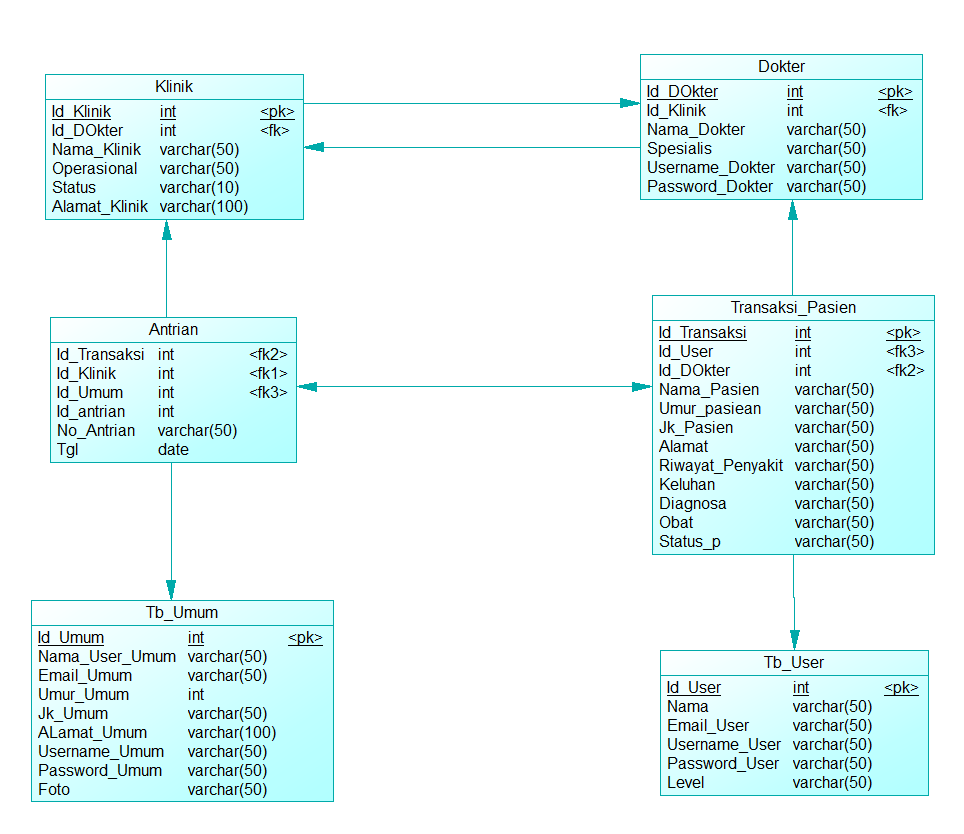 Klinik
Id_Klinik int <pk>
Id_DOkter int <fk>
Nama_Klinik varchar(50)
Operasional varchar(50)
Status varchar(10)
Alamat_Klinik varchar(100)
Dokter
Id_DOkter int <pk>
Id_Klinik int <fk>
Nama_Dokter varchar(50)
Spesialis varchar(50)
Username_Dokter varchar(50)
Password_Dokter varchar(50)
Antrian
Id_Transaksi int <fk2>
Id_Klinik int <fk1>
Id_Umum int <fk3>
Id_antrian int
No_Antrian varchar(50)
Tgl date
Transaksi_Pasien
Id_Transaksi int <pk>
Id_User int <fk3>
Id_DOkter int <fk2>
Nama_Pasien varchar(50)
Umur_pasiean varchar(50)
Jk_Pasien varchar(50)
Alamat varchar(50)
Riwayat_Penyakit varchar(50)
Keluhan varchar(50)
Diagnosa varchar(50)
Obat varchar(50)
Status_p varchar(50)
Tb_Umum
Id_Umum int <pk>
Nama_User_Umum varchar(50)
Email_Umum varchar(50)
Umur_Umum int
Jk_Umum varchar(50)
ALamat_Umum varchar(100)
Username_Umum varchar(50)
Password_Umum varchar(50)
Foto varchar(50)
Tb_User
Id_User int <pk>
Nama varchar(50)
Email_User varchar(50)
Username_User varchar(50)
Password_User varchar(50)
Level varchar(50)